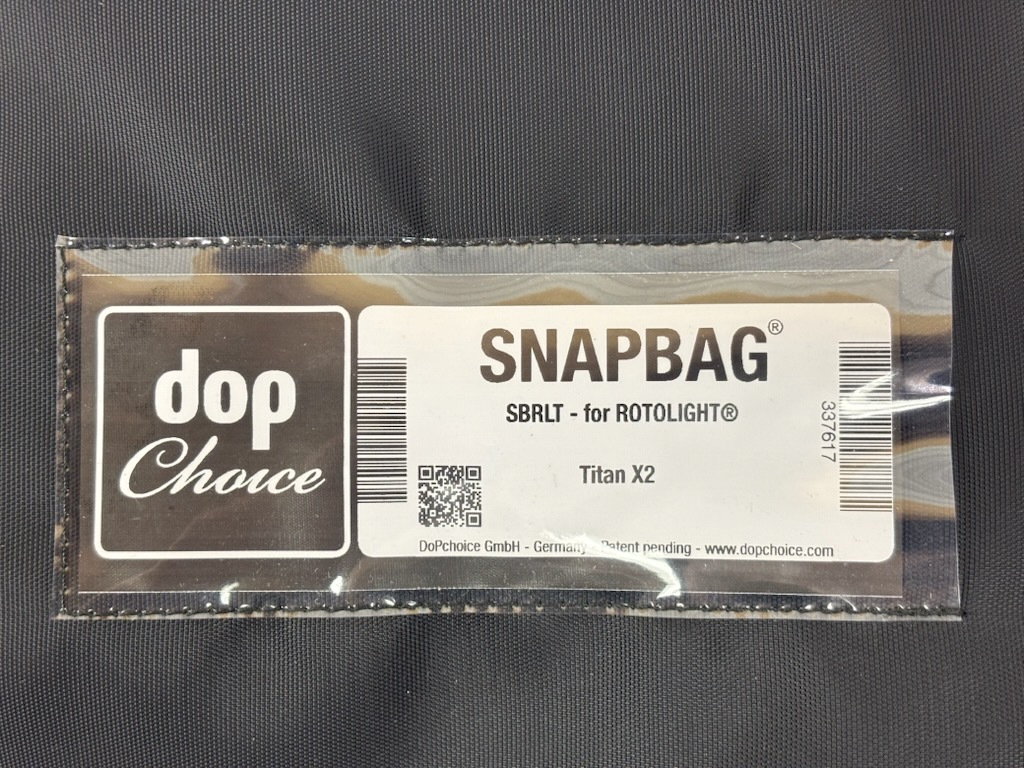 dop
Choice
SNAPBAG®
SBRLT - for ROTOLIGHT®
Titan X2
DoPchoice GmbH - Germany - Patent pending - www.dopchoice.com
337617